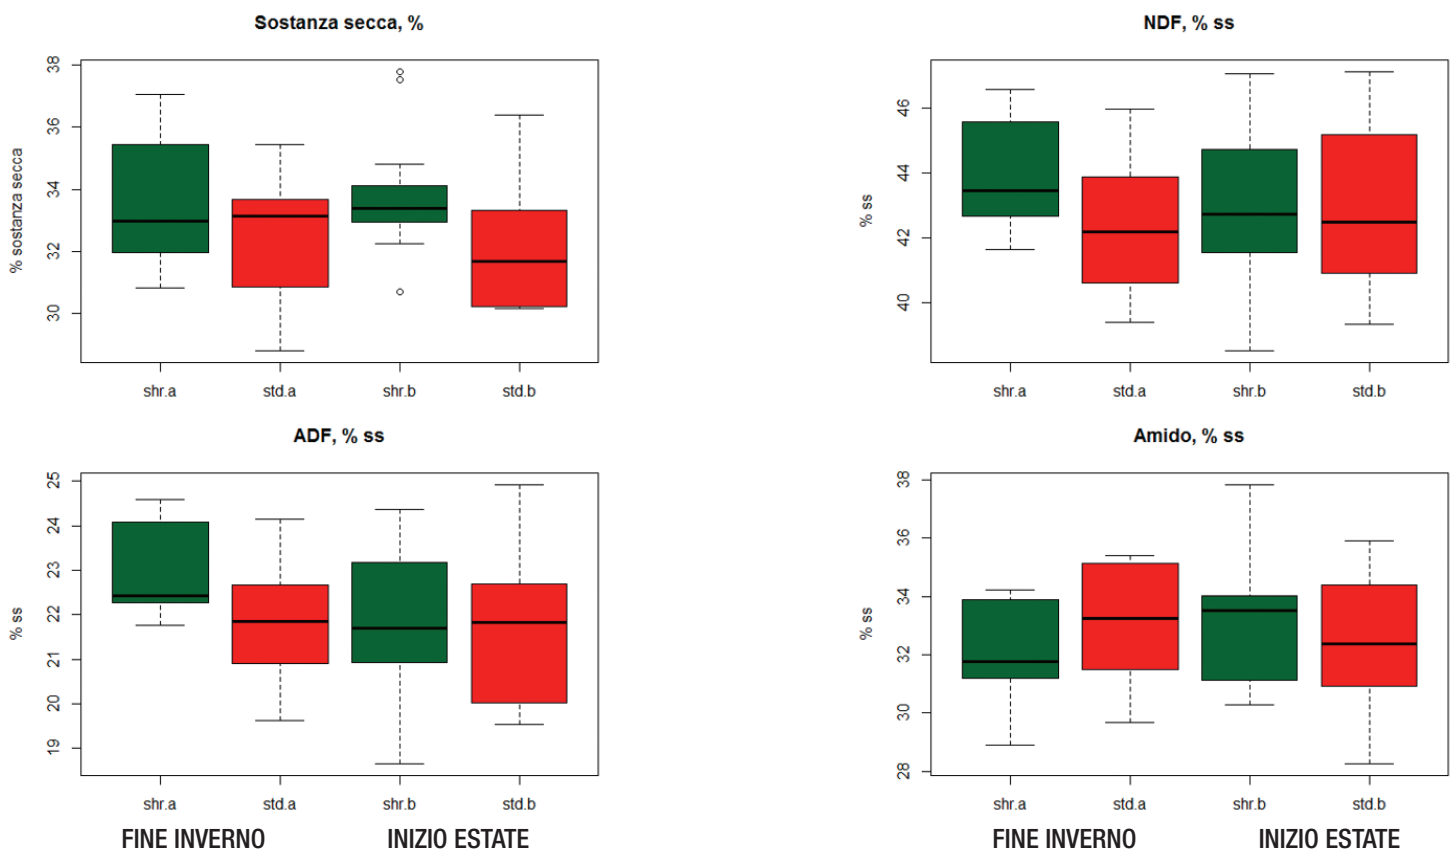 Sostanza secca, %
% sostanza secca
38
36
34
32
30
shr.a std.a shr.b std.b
NDF, % ss
% ss
46
44
42
40
shr.a std.a shr.b std.b
ADF, % ss
% ss
25
24
23
22
21
20
19
shr.a std.a shr.b std.b
FINE INVERNO INIZIO ESTATE
Amido, % ss
% ss
38
36
34
32
30
28
shr.a std.a shr.b std.b
FINE INVERNO INIZIO ESTATE